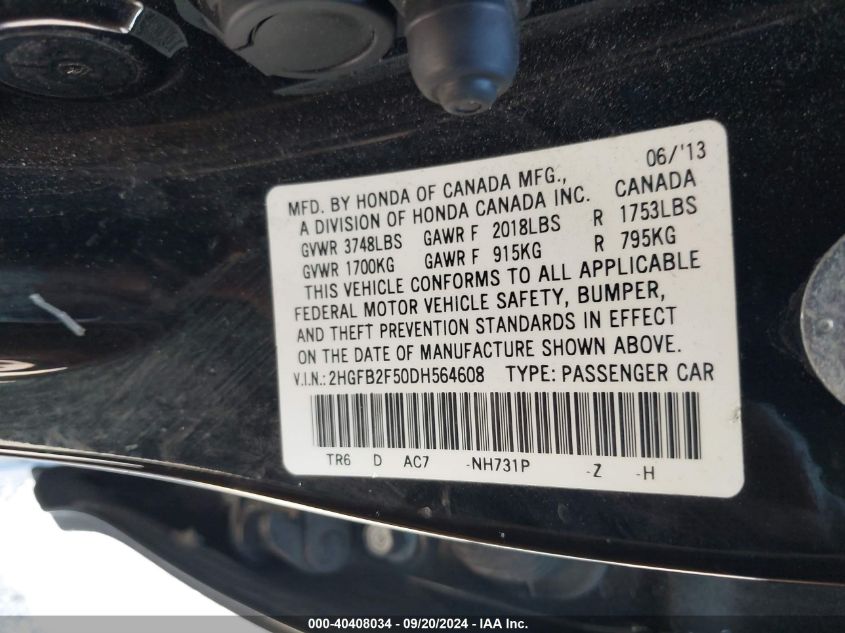 06/'13
MFD. BY HONDA OF CANADA MFG.,
A DIVISION OF HONDA CANADA INC. CANADA
GVWR 3748LBS GAWR F 2018LBS R 1753LBS
GVWR 1700KG GAWR F 915KG R 795KG
THIS VEHICLE CONFORMS TO ALL APPLICABLE
FEDERAL MOTOR VEHICLE SAFETY, BUMPER,
AND THEFT PREVENTION STANDARDS IN EFFECT
ON THE DATE OF MANUFACTURE SHOWN ABOVE.
V.I.N.: 2HGFB2F50DH564608 TYPE: PASSENGER CAR
TR6 D AC7 -NH731P -Z -H
000-40408034 - 09/20/2024 - IAA Inc.